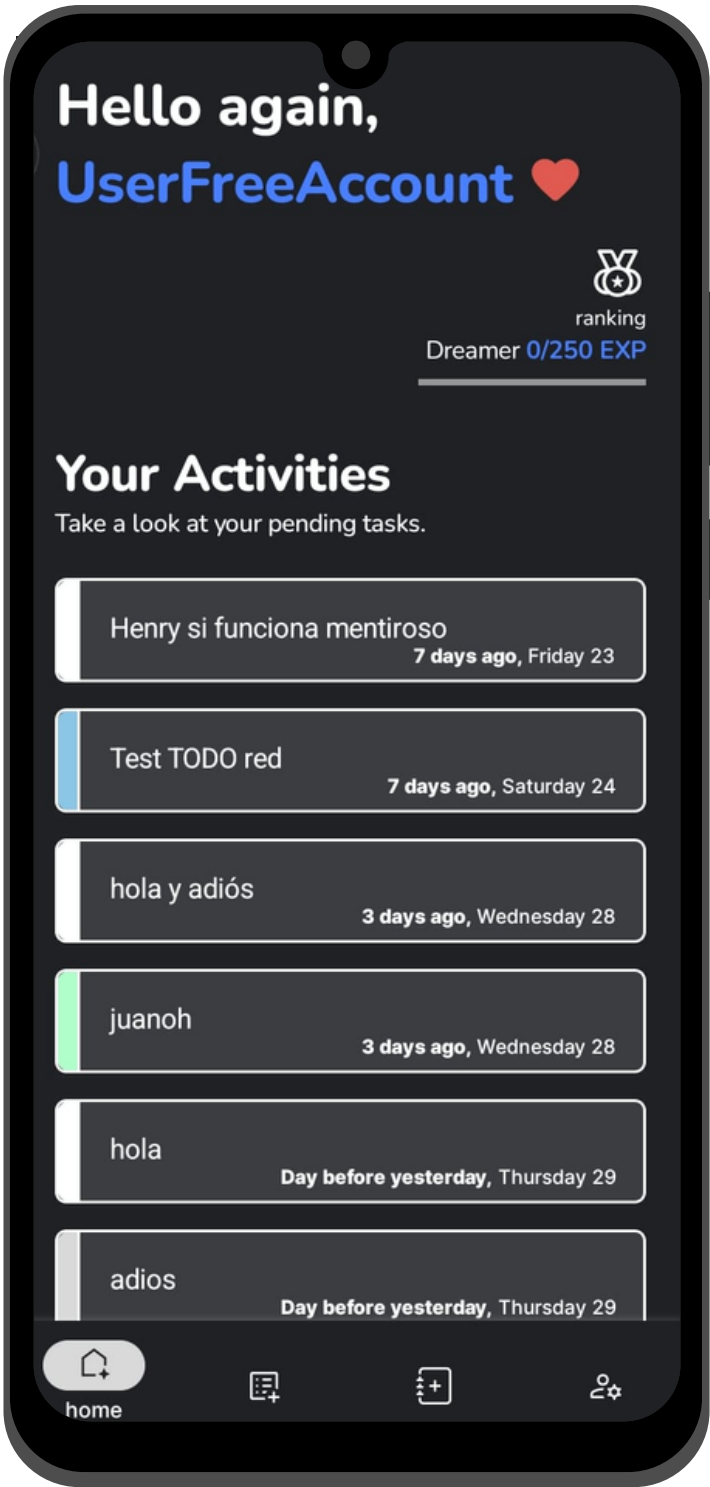 Hello again,
UserFreeAccount
ranking
Dreamer 0/250 EXP
Your Activities
Take a look at your pending tasks.
Henry si funciona mentiroso
7 days ago, Friday 23
Test TODO red
7 days ago, Saturday 24
hola y adiós
3 days ago, Wednesday 28
juanoh
3 days ago, Wednesday 28
hola
Day before yesterday, Thursday 29
adios
Day before yesterday, Thursday 29
home